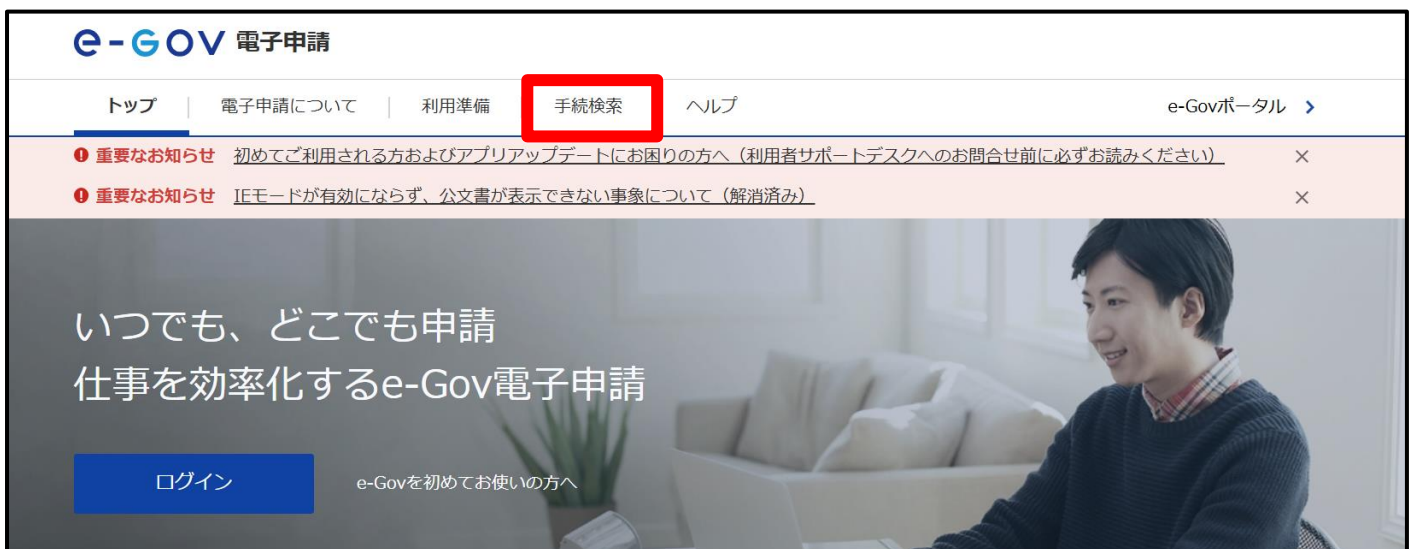 e-GOV 電子申請
トップ 電子申請について 利用準備 手続検索 ヘルプ e-Govポータル
重要なお知らせ 初めてご利用される方およびアプリアップデートにお困りの方へ（利用者サポートデスクへのお問合せ前に必ずお読みください）
重要なお知らせ IEモードが有効にならず、公文書が表示できない事象について（解消済み）
いつでも、どこでも申請
仕事を効率化するe-Gov電子申請
ログイン e-Govを初めてお使いの方へ